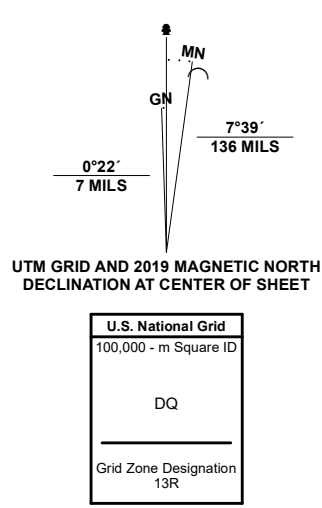 MN
GN
7°39´
136 MILS
0°22´
7 MILS
UTM GRID AND 2019 MAGNETIC NORTH
DECLINATION AT CENTER OF SHEET
U.S. National Grid
100,000 - m Square ID
DQ
Grid Zone Designation
13R